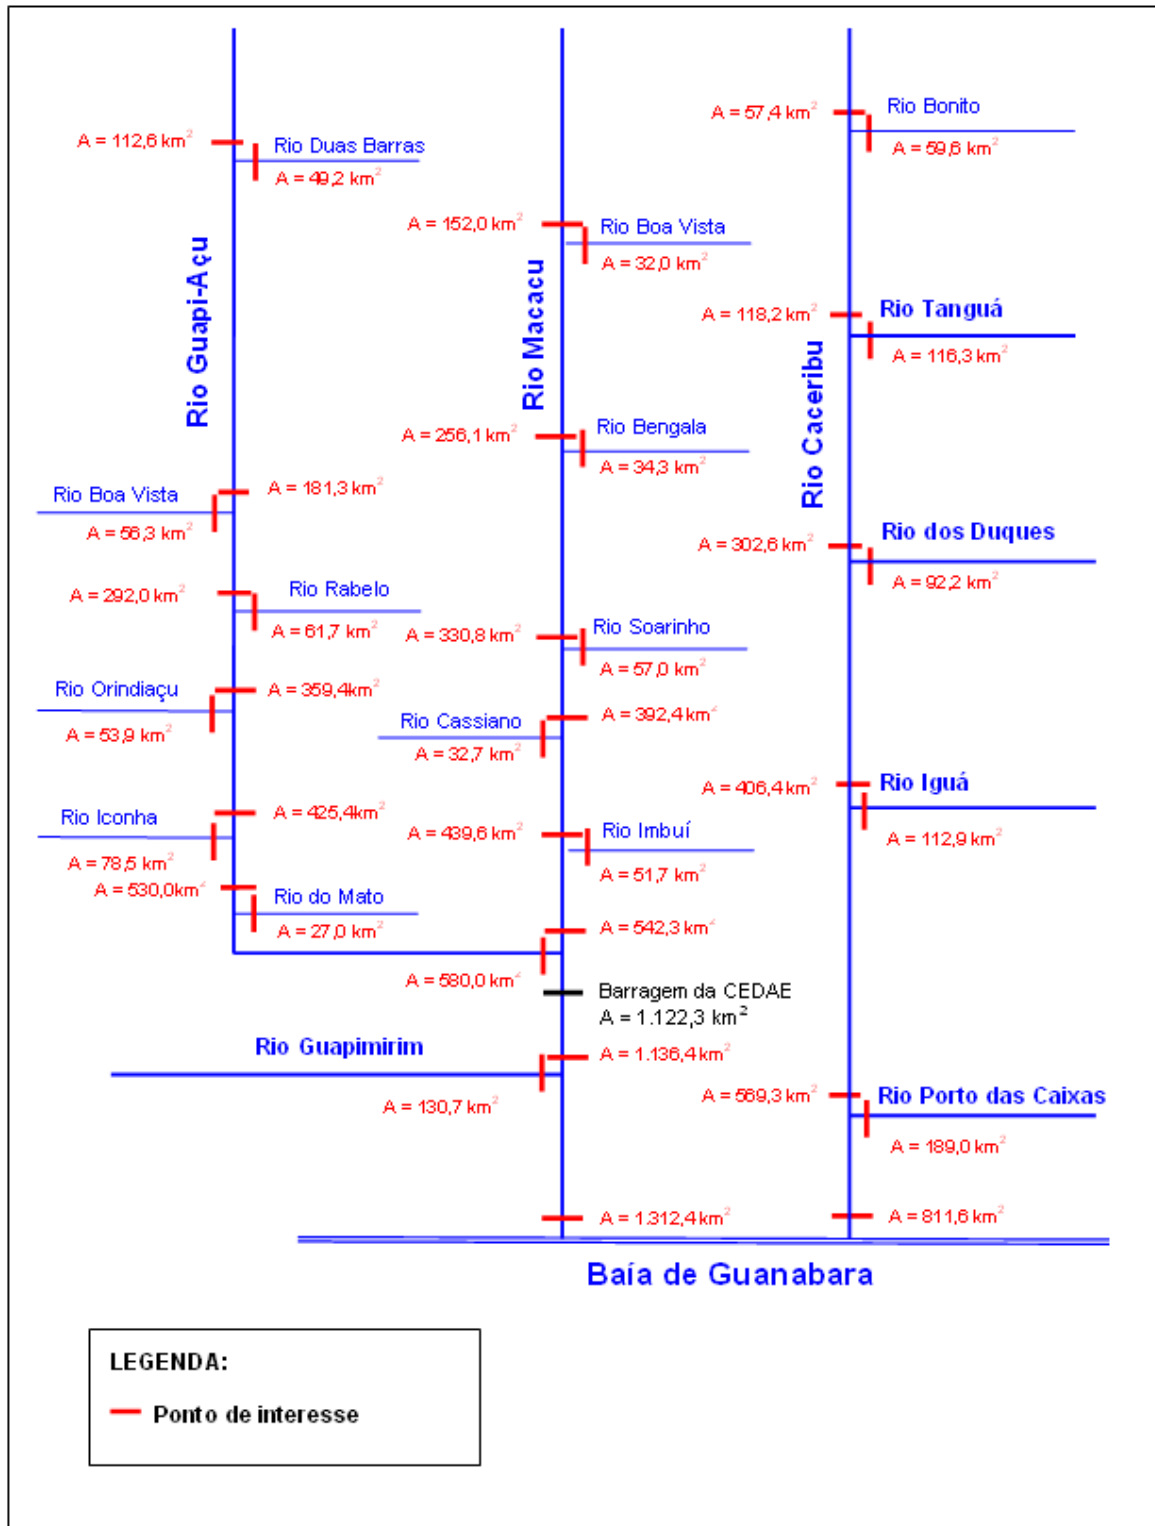 A = 57,4 km²
Rio Bonito
A = 59,6 km²
A = 112,6 km²
Rio Duas Barras
A = 49,2 km²
A = 152,0 km²
Rio Boa Vista
A = 32,0 km²
Rio Guapi-Açu
Rio Macacu
Rio Caceribu
A = 118,2 km²
Rio Tanguá
A = 116,3 km²
A = 256,1 km²
Rio Bengala
A = 34,3 km²
Rio Boa Vista
A = 181,3 km²
A = 56,3 km²
A = 302,6 km²
Rio dos Duques
A = 92,2 km²
A = 292,0 km²
Rio Rabelo
A = 61,7 km²
A = 330,8 km²
Rio Soarinho
A = 57,0 km²
Rio Orindiaçu
A = 359,4km²
A = 53,9 km²
Rio Cassiano
A = 392,4 km²
A = 32,7 km²
A = 406,4 km²
Rio Iguá
A = 112,9 km²
Rio Iconha
A = 425,4km²
A = 78,5 km²
A = 439,6 km²
Rio Imbuí
A = 51,7 km²
A = 530,0km²
Rio do Mato
A = 27,0 km²
A = 542,3 km²
A = 580,0 km²
Barragem da CEDAE
A = 1.122,3 km²
Rio Guapimirim
A = 1.136,4 km²
A = 130,7 km²
A = 569,3 km²
Rio Porto das Caixas
A = 189,0 km²
A = 1.312,4 km²
A = 811,6 km²
Baía de Guanabara
LEGENDA:
Ponto de interesse